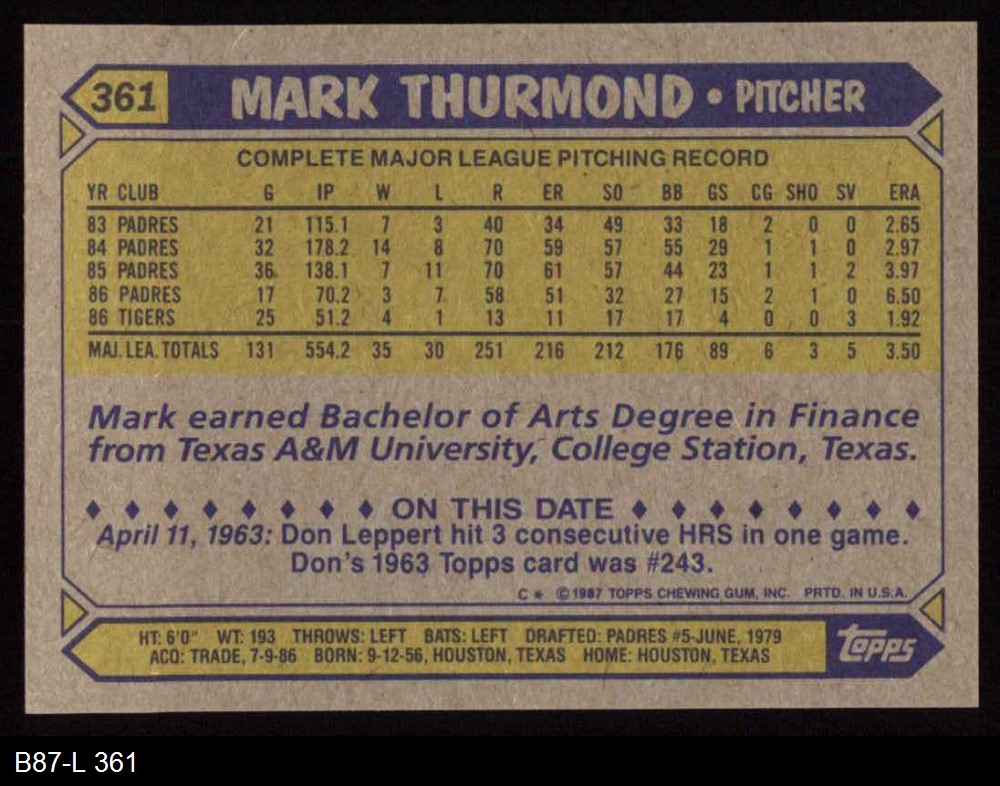 361 MARK THURMOND • PITCHER
COMPLETE MAJOR LEAGUE PITCHING RECORD
YR CLUB G IP W L R ER SO BB GS CG SHO SV ERA
83 PADRES 21 115.1 7 3 40 34 49 33 18 2 0 0 2.65
84 PADRES 32 178.2 14 8 70 59 57 55 29 1 1 0 2.97
85 PADRES 36 138.1 7 11 70 61 57 44 23 1 1 2 3.97
86 PADRES 17 70.2 3 7 58 51 32 27 15 2 1 0 6.50
86 TIGERS 25 51.2 4 1 13 11 17 17 4 0 0 3 1.92
MAJ. LEA. TOTALS 131 554.2 35 30 251 216 212 176 89 6 3 5 3.50
Mark earned Bachelor of Arts Degree in Finance
from Texas A&M University, College Station, Texas.
♦ ♦ ♦ ♦ ♦ ♦ ♦ ♦ ON THIS DATE ♦ ♦ ♦ ♦ ♦ ♦ ♦ ♦
April 11, 1963: Don Leppert hit 3 consecutive HRS in one game.
Don's 1963 Topps card was #243.
C * © 1987 TOPPS CHEWING GUM, INC. PRTD. IN U.S.A.
HT: 6'0" WT: 193 THROWS: LEFT BATS: LEFT DRAFTED: PADRES #5-JUNE, 1979
ACQ: TRADE, 7-9-86 BORN: 9-12-56, HOUSTON, TEXAS HOME: HOUSTON, TEXAS
Topps
B87-L 361